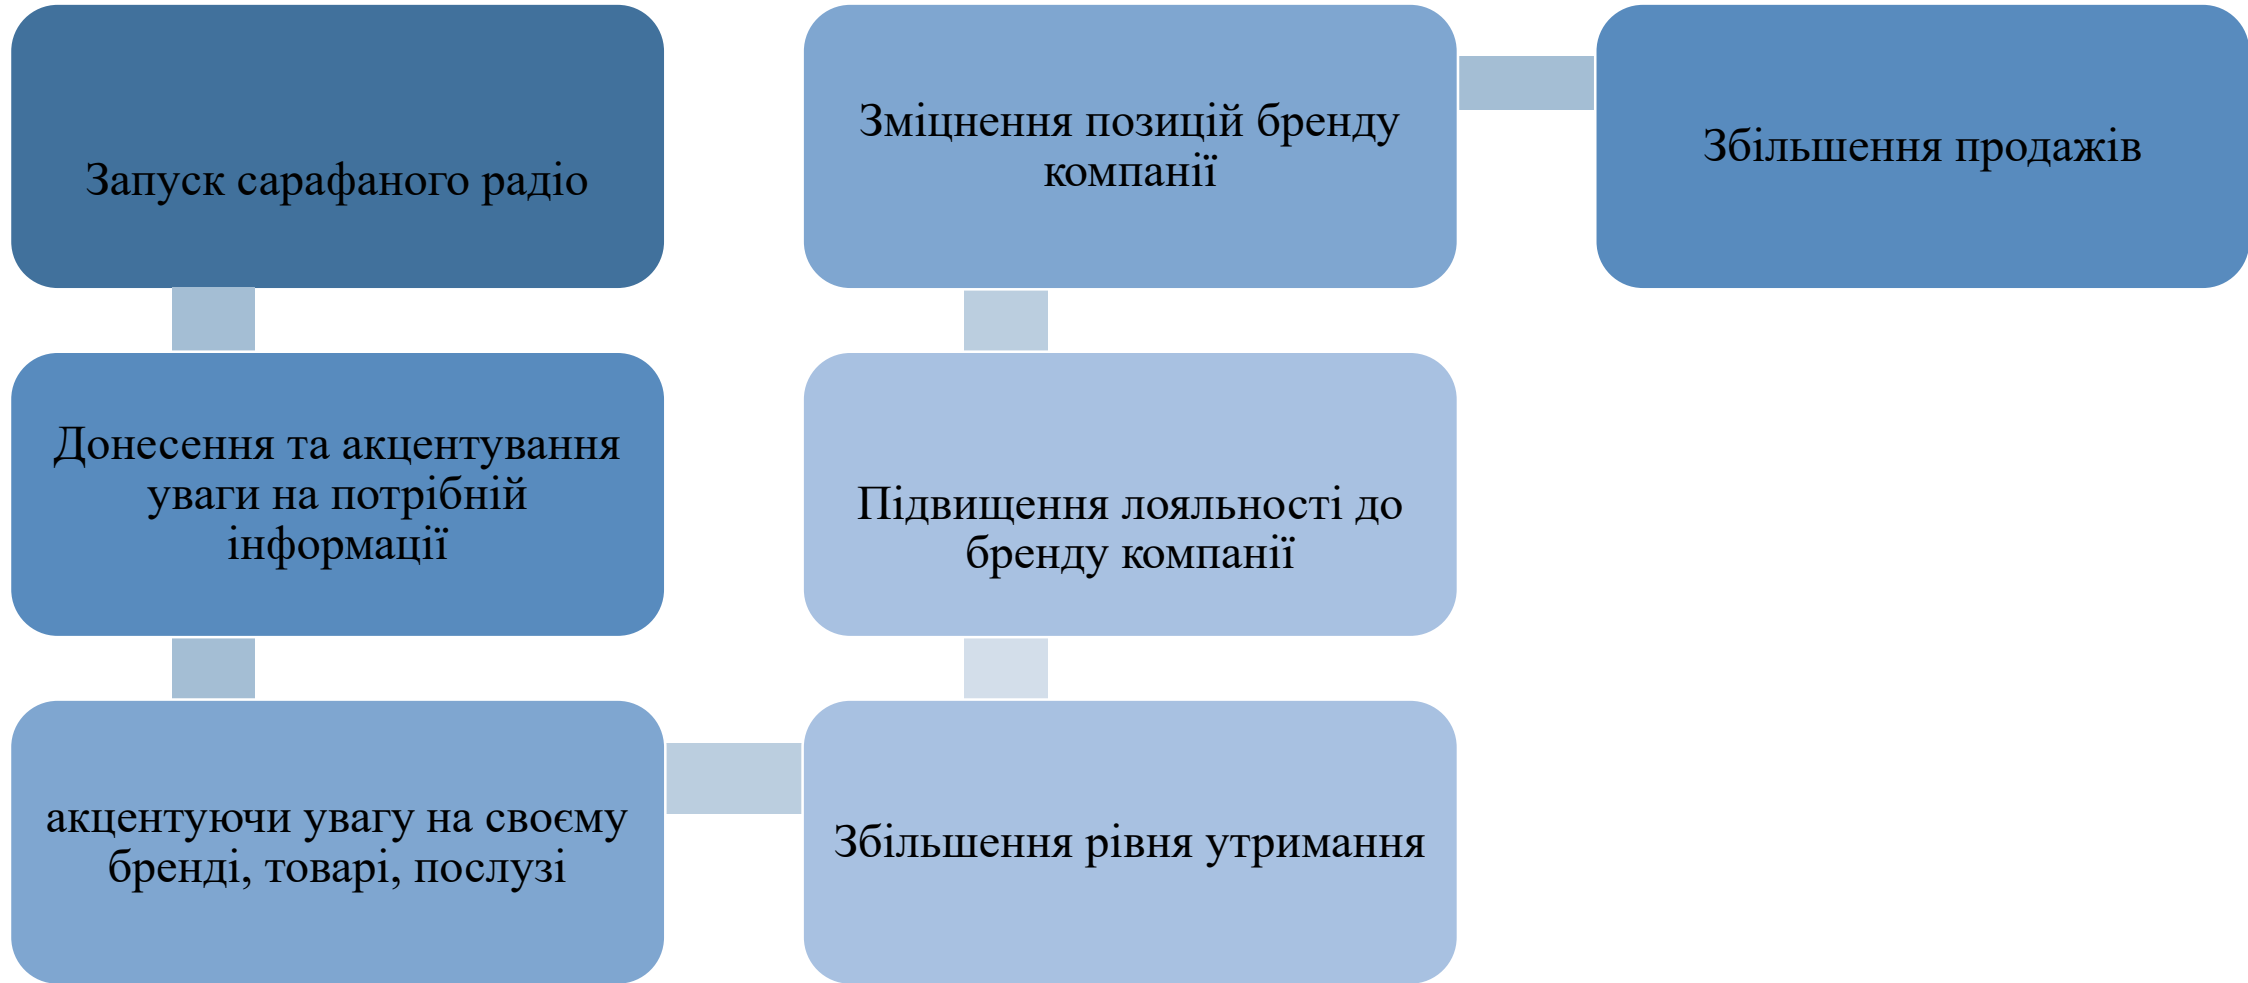 Запуск сарафаного радіо
Донесення та акцентування
уваги на потрібній
інформації
акцентуючи увагу на своєму
бренді, товарі, послузі
Збільшення рівня утримання
Підвищення лояльності до
бренду компанії
Зміцнення позицій бренду
компанії
Збільшення продажів